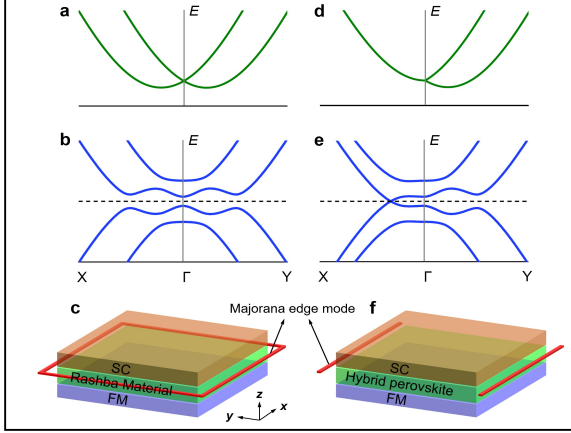 a
E
d
E
b
E
e
E
X
Γ
Y
X
Γ
Y
c
Majorana edge mode
f
SC
Rashba Material
FM
SC
Hybrid perovskite
FM
z
y
x